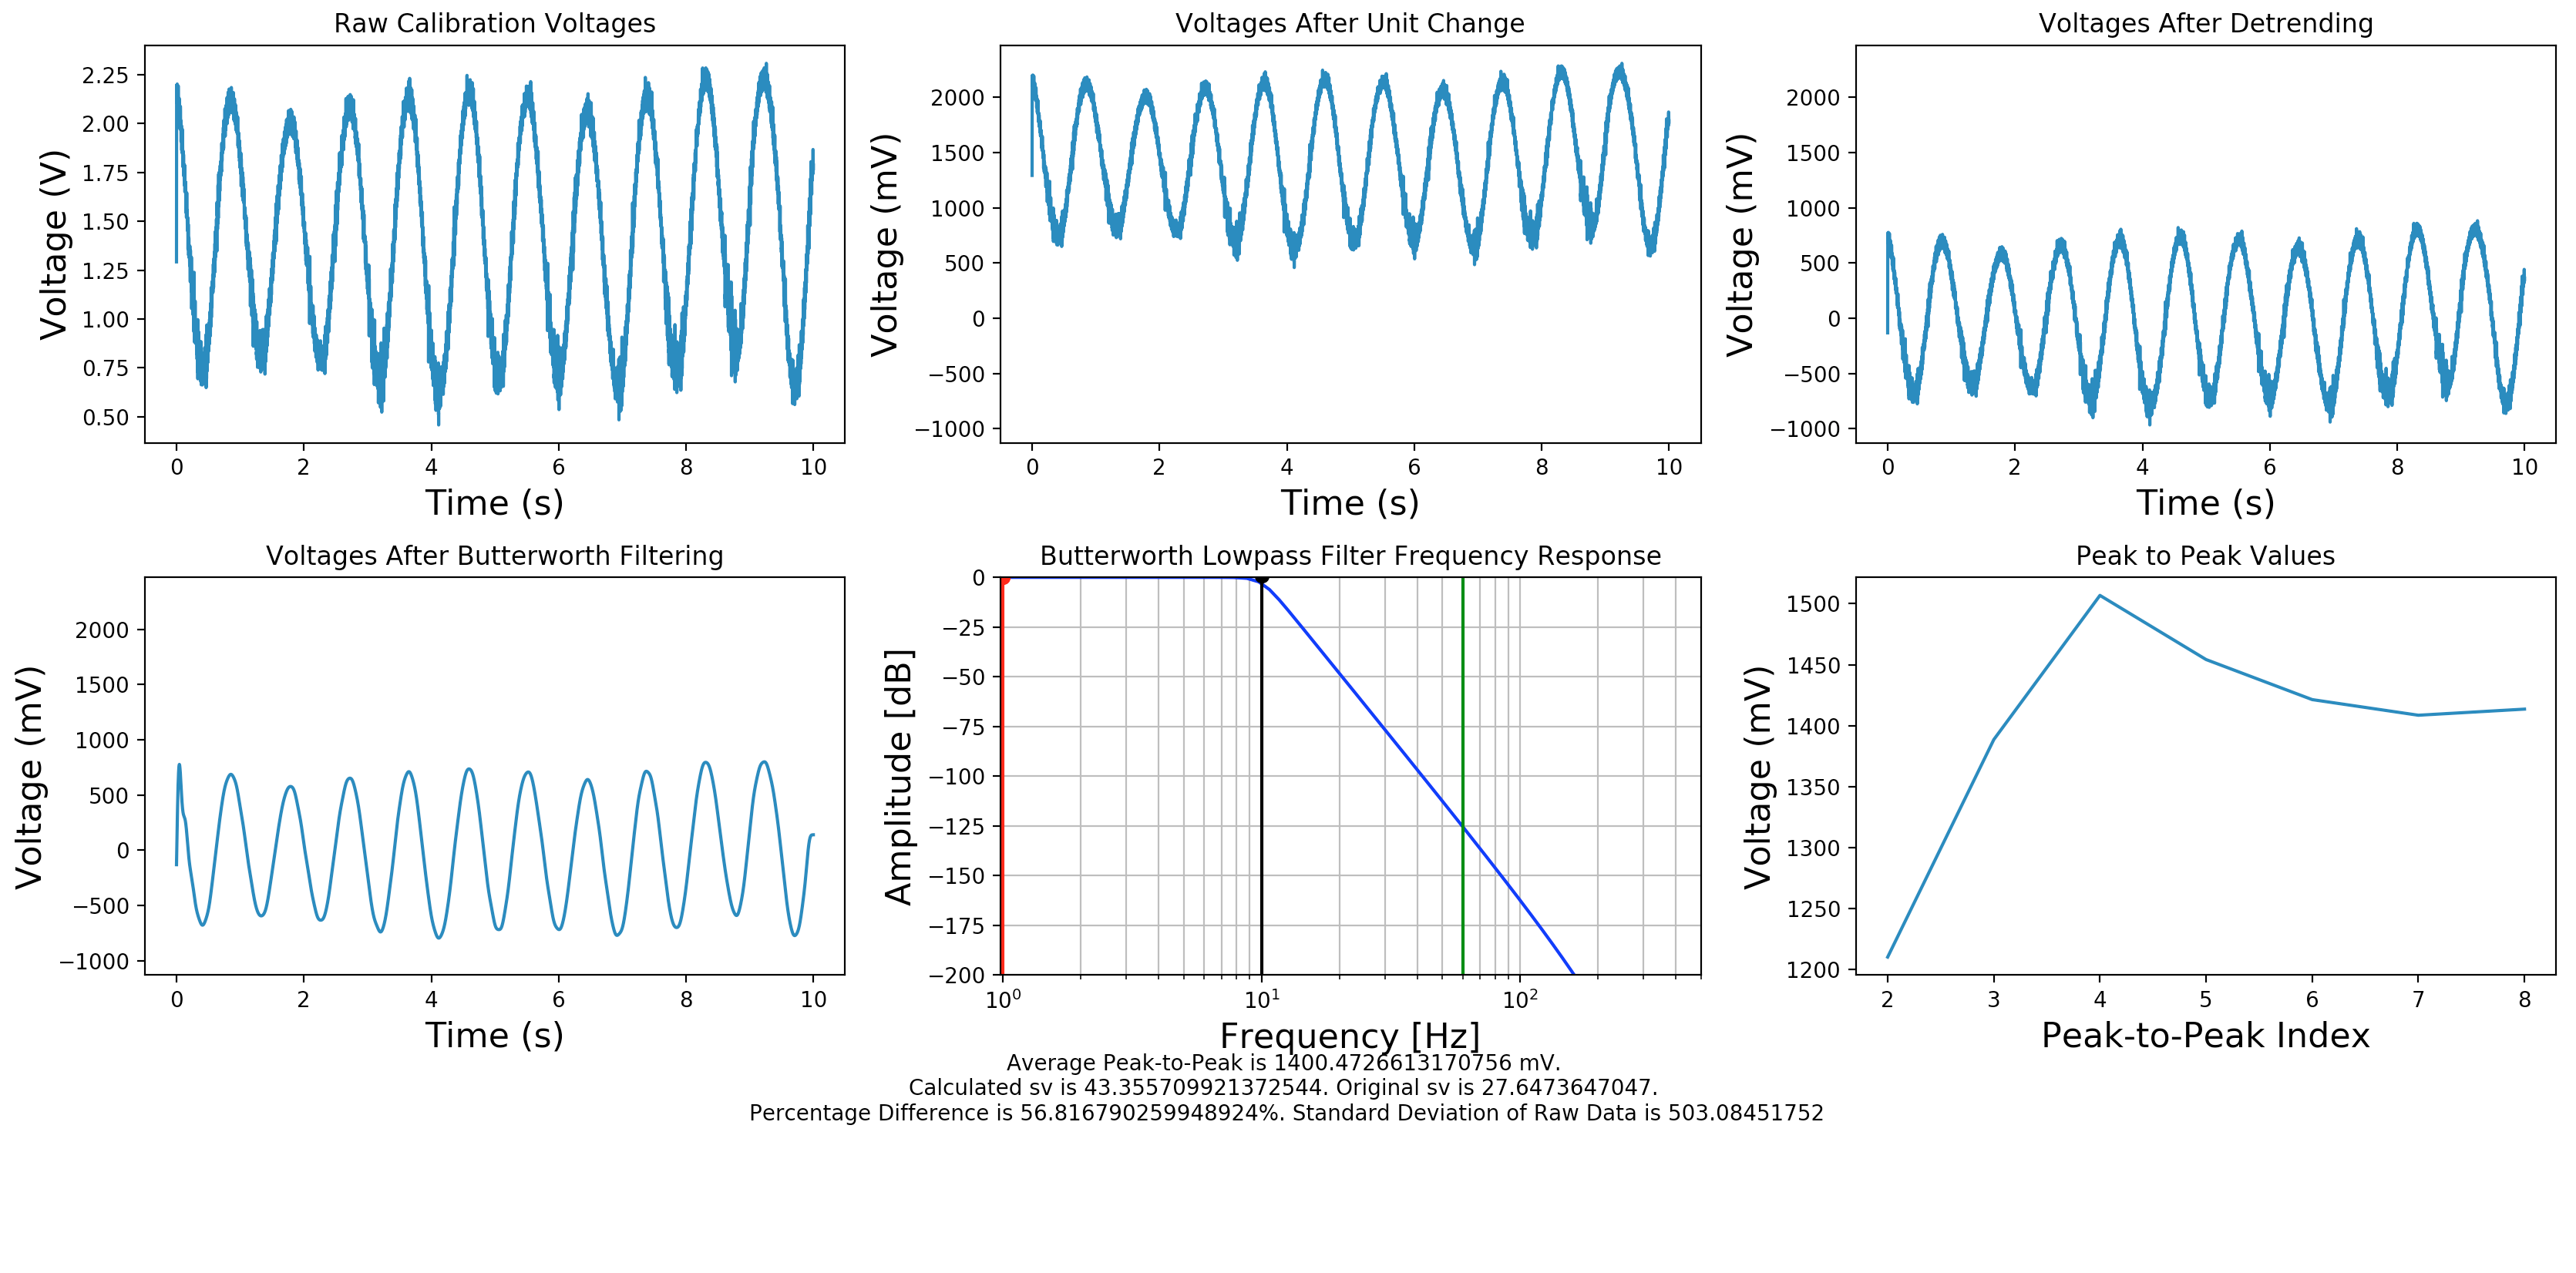 Raw Calibration Voltages
Voltage (V)
2.25
2.00
1.75
1.50
1.25
1.00
0.75
0.50
0 2 4 6 8 10
Time (s)
Voltages After Unit Change
Voltage (mV)
2000
1500
1000
500
0
−500
−1000
0 2 4 6 8 10
Time (s)
Voltages After Detrending
Voltage (mV)
2000
1500
1000
500
0
−500
−1000
0 2 4 6 8 10
Time (s)
Voltages After Butterworth Filtering
Voltage (mV)
2000
1500
1000
500
0
−500
−1000
0 2 4 6 8 10
Time (s)
Butterworth Lowpass Filter Frequency Response
Amplitude [dB]
0
−25
−50
−75
−100
−125
−150
−175
−200
10⁰ 10¹ 10²
Frequency [Hz]
Peak to Peak Values
Voltage (mV)
1500
1450
1400
1350
1300
1250
1200
2 3 4 5 6 7 8
Peak-to-Peak Index
Average Peak-to-Peak is 1400.4726613170756 mV.
Calculated sv is 43.355709921372544. Original sv is 27.6473647047.
Percentage Difference is 56.816790259948924%. Standard Deviation of Raw Data is 503.08451752